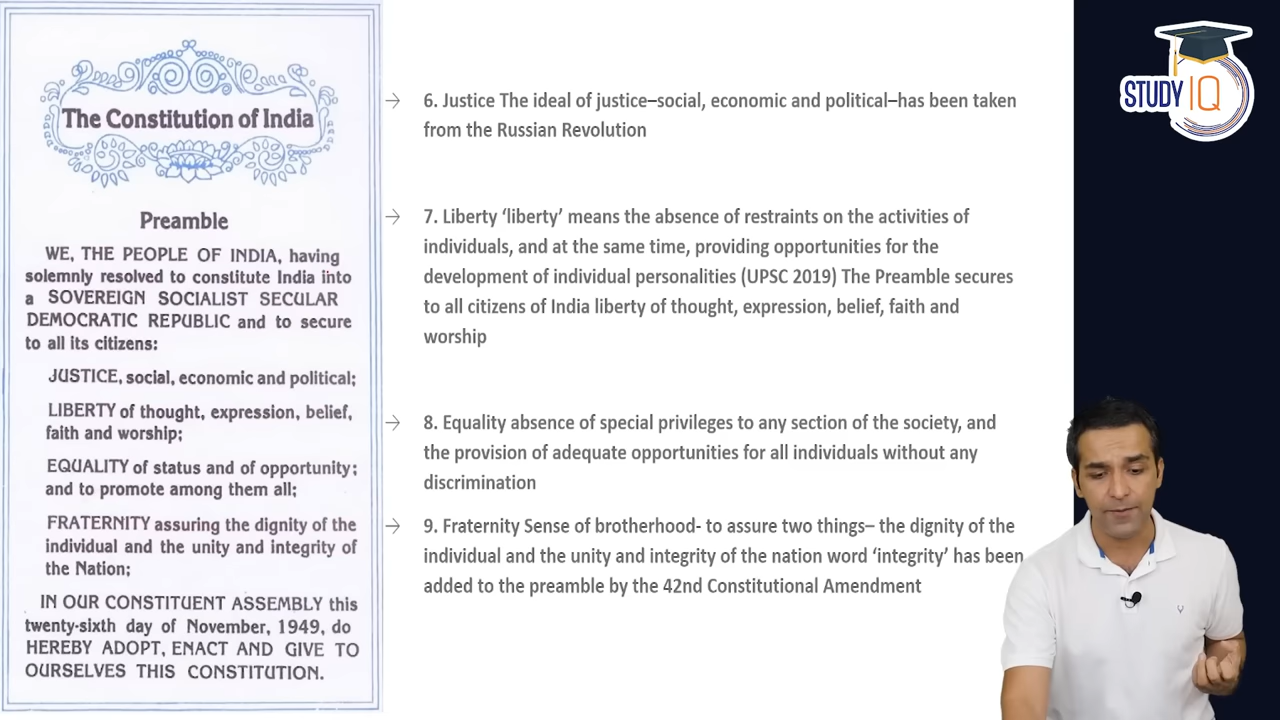 The Constitution of India
Preamble
WE, THE PEOPLE OF INDIA, having
solemnly resolved to constitute India into
a SOVEREIGN SOCIALIST SECULAR
DEMOCRATIC REPUBLIC and to secure
to all its citizens:
JUSTICE, social, economic and political;
LIBERTY of thought, expression, belief,
faith and worship;
EQUALITY of status and of opportunity;
and to promote among them all;
FRATERNITY assuring the dignity of the
individual and the unity and integrity of
the Nation;
IN OUR CONSTITUENT ASSEMBLY this
twenty-sixth day of November, 1949, do
HEREBY ADOPT, ENACT AND GIVE TO
OURSELVES THIS CONSTITUTION.
→ 6. Justice The ideal of justice–social, economic and political–has been taken
from the Russian Revolution
→ 7. Liberty ‘liberty’ means the absence of restraints on the activities of
individuals, and at the same time, providing opportunities for the
development of individual personalities (UPSC 2019) The Preamble secures
to all citizens of India liberty of thought, expression, belief, faith and
worship
→ 8. Equality absence of special privileges to any section of the society, and
the provision of adequate opportunities for all individuals without any
discrimination
→ 9. Fraternity Sense of brotherhood- to assure two things– the dignity of the
individual and the unity and integrity of the nation word ‘integrity’ has been
added to the preamble by the 42nd Constitutional Amendment
STUDY IQ